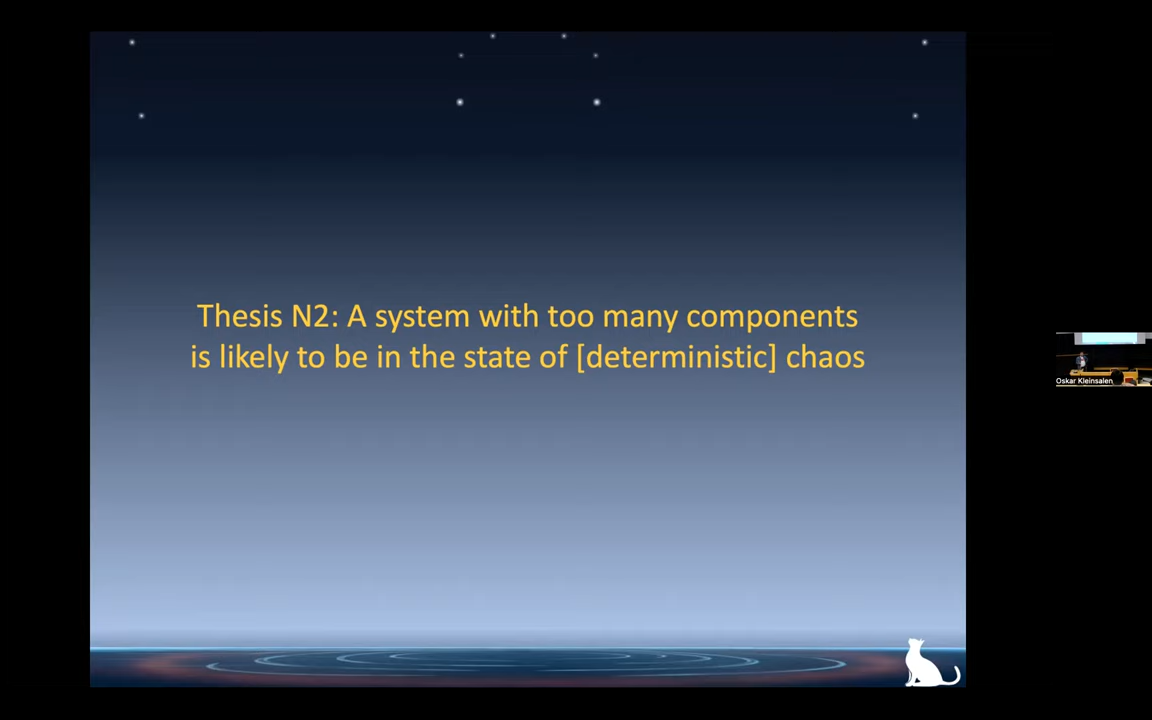 Thesis N2: A system with too many components
is likely to be in the state of [deterministic] chaos
Oskar Kleinsalen